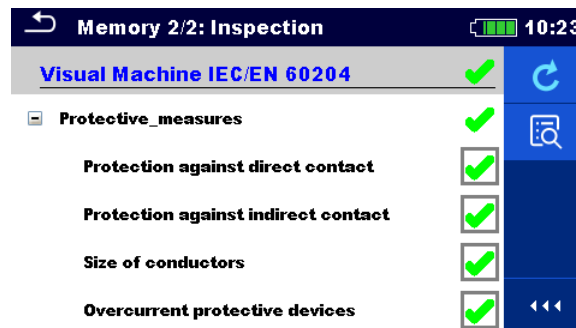 Memory 2/2: Inspection
10:23
Visual Machine IEC/EN 60204
Protective_measures
Protection against direct contact
Protection against indirect contact
Size of conductors
Overcurrent protective devices